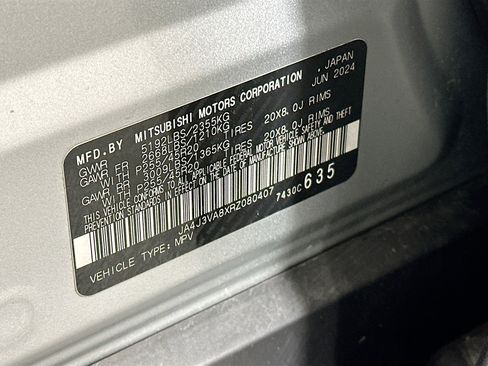 MFD.BY MITSUBISHI MOTORS CORPORATION , JAPAN
JUN 2024
GVWR 5192LBS/2355KG
GAWR FR 2668LBS/1210KG
WITH P255/45R20 TIRES 20X8.0J RIMS
GAWR RR 3009LBS/1365KG
WITH P255/45R20 TIRES 20X8.0J RIMS
THIS VEHICLE CONFORMS TO ALL APPLICABLE FEDERAL MOTOR VEHICLE SAFETY, BUMPER, AND THEFT
PREVENTION STANDARDS IN EFFECT ON THE DATE OF MANUFACTURE SHOWN ABOVE.
JA4J3VA8XRZ080407
7430C 635
VEHICLE TYPE: MPV